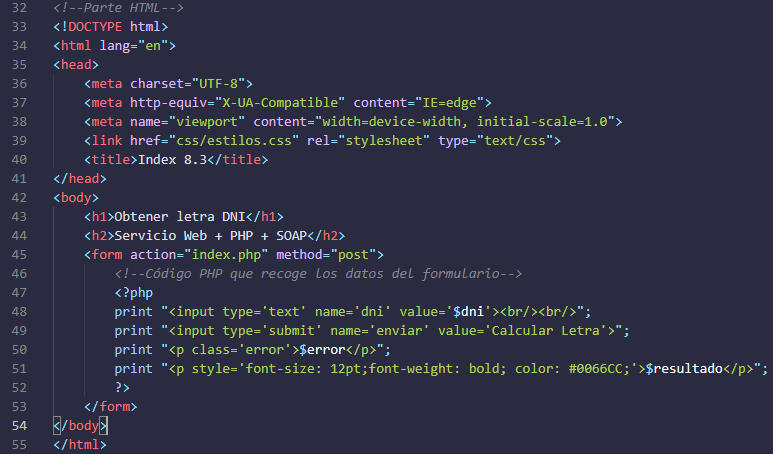 32 <!--Parte HTML-->
33 <!DOCTYPE html>
34 <html lang="en">
35 <head>
36     <meta charset="UTF-8">
37     <meta http-equiv="X-UA-Compatible" content="IE=edge">
38     <meta name="viewport" content="width=device-width, initial-scale=1.0">
39     <link href="css/estilos.css" rel="stylesheet" type="text/css">
40     <title>Index 8.3</title>
41 </head>
42 <body>
43     <h1>Obtener letra DNI</h1>
44     <h2>Servicio Web + PHP + SOAP</h2>
45     <form action="index.php" method="post">
46         <!--Código PHP que recoge los datos del formulario-->
47         <?php
48         print "<input type='text' name='dni' value='$dni'><br/><br/>";
49         print "<input type='submit' name='enviar' value='Calcular Letra'>";
50         print "<p class='error'>$error</p>";
51         print "<p style='font-size: 12pt;font-weight: bold; color: #0066CC;'>$resultado</p>";
52         ?>
53     </form>
54 </body>
55 </html>